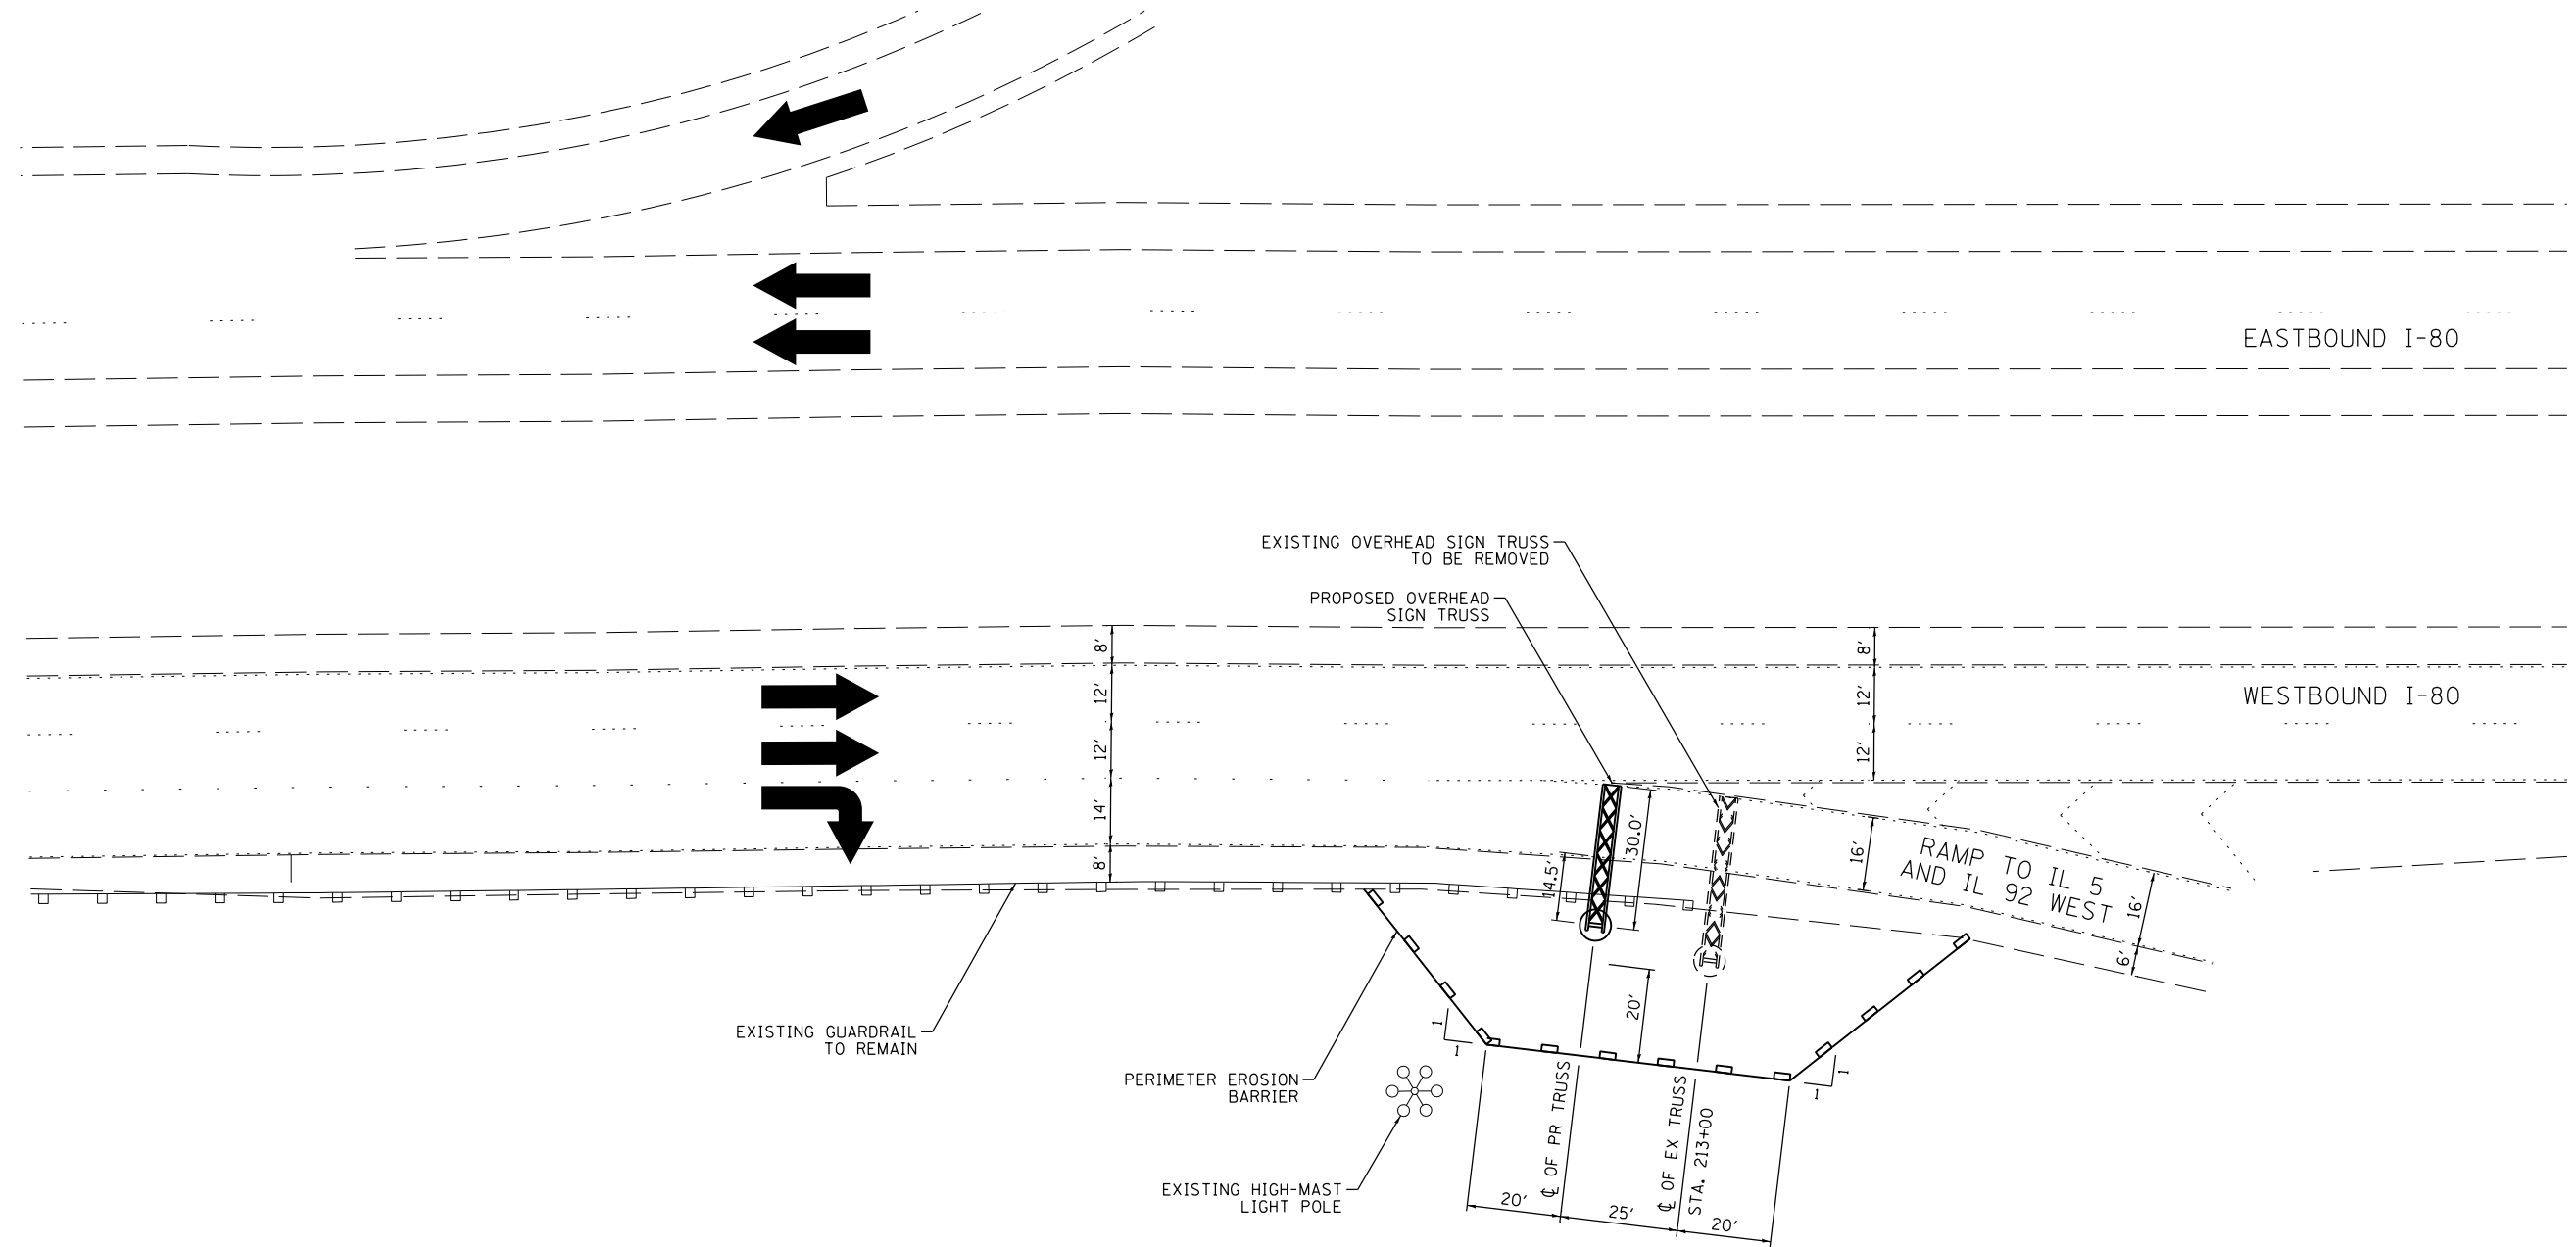 EASTBOUND I-80
EXISTING OVERHEAD SIGN TRUSS
TO BE REMOVED
PROPOSED OVERHEAD
SIGN TRUSS
8'
12'
12'
14'
8'
8'
12'
12'
WESTBOUND I-80
14.5'
30.0'
16'
RAMP TO IL 5
AND IL 92 WEST
16'
6'
20'
EXISTING GUARDRAIL
TO REMAIN
1
1
PERIMETER EROSION
BARRIER
1
1
EXISTING HIGH-MAST
LIGHT POLE
℄ OF PR TRUSS
℄ OF EX TRUSS
STA. 213+00
20'
25'
20'